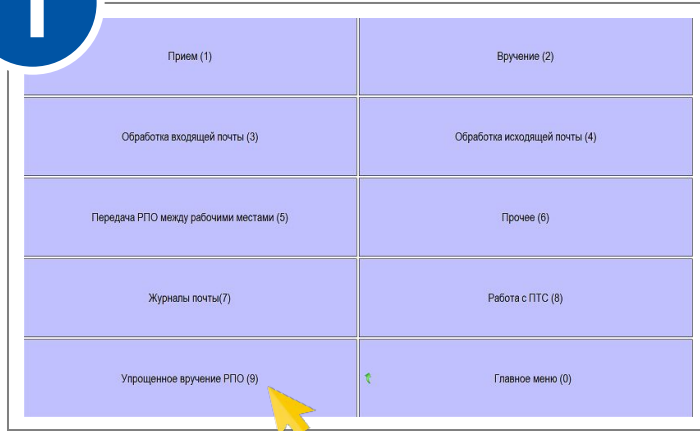 1
Прием (1)
Вручение (2)
Обработка входящей почты (3)
Обработка исходящей почты (4)
Передача РПО между рабочими местами (5)
Прочее (6)
Журналы почты(7)
Работа с ПТС (8)
Упрощенное вручение РПО (9)
Главное меню (0)